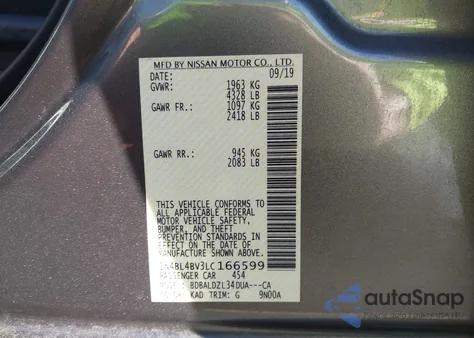 MFD BY NISSAN MOTOR CO., LTD.
DATE: 09/19
GVWR: 1963 KG
4328 LB
GAWR FR.: 1097 KG
2418 LB
GAWR RR.: 945 KG
2083 LB
THIS VEHICLE CONFORMS TO
ALL APPLICABLE FEDERAL
MOTOR VEHICLE SAFETY,
BUMPER, AND THEFT
PREVENTION STANDARDS IN
EFFECT ON THE DATE OF
MANUFACTURE SHOWN ABOVE.
1N4BL4BV3LC166599
PASSENGER CAR 454
MODEL: BDBALDZL34DUA---CA
KAD TRIM: G 9N00A
autoSnap